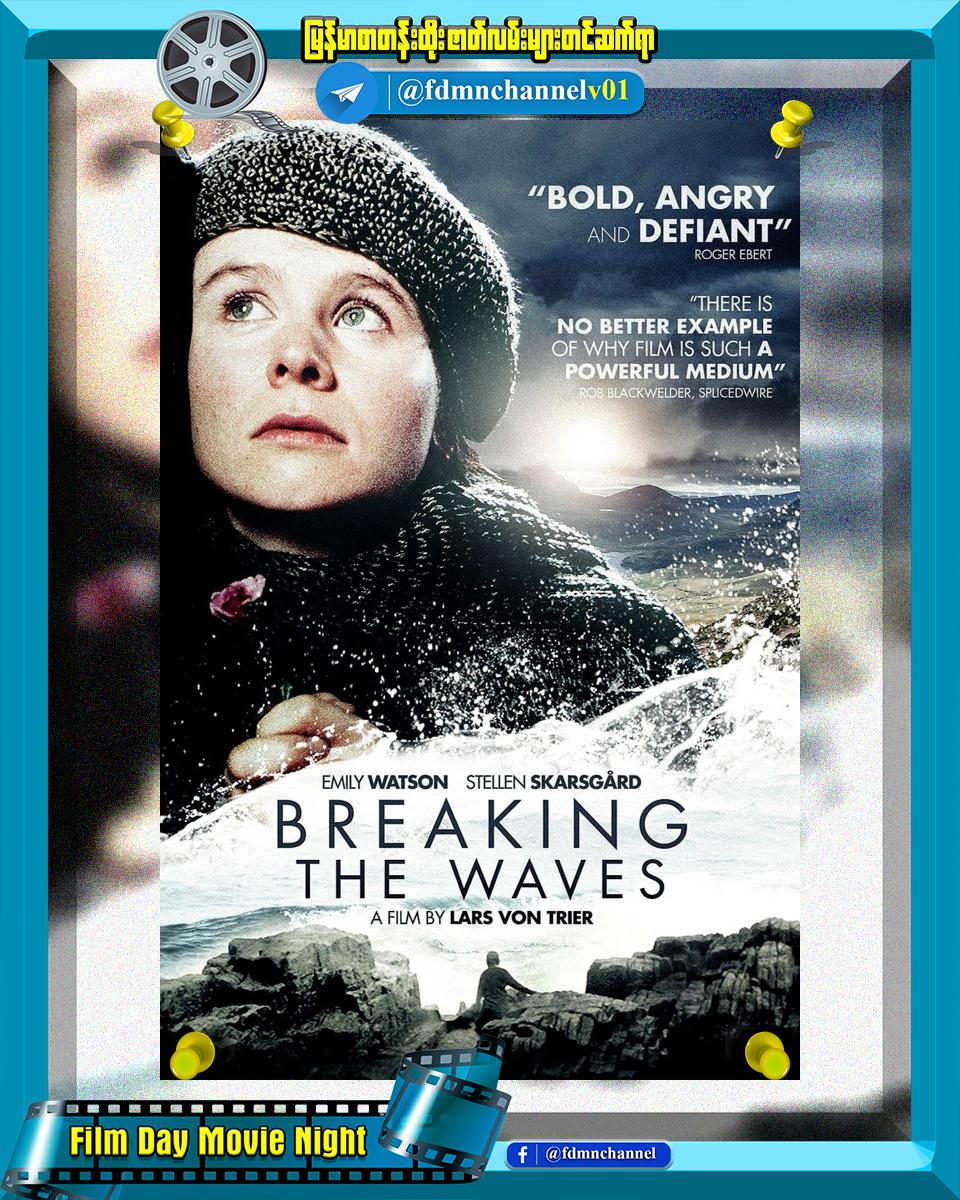 မြန်မာစာတန်းထိုးဇာတ်လမ်းများတင်ဆက်ရာ
@fdmnchannelv01
“BOLD, ANGRY
AND DEFIANT”
ROGER EBERT
“THERE IS
NO BETTER EXAMPLE
OF WHY FILM IS SUCH A
POWERFUL MEDIUM”
ROB BLACKWELDER, SPLICEDWIRE
EMILY WATSON STELLEN SKARSGÅRD
BREAKING
THE WAVES
A FILM BY LARS VON TRIER
Film Day Movie Night
@fdmnchannel